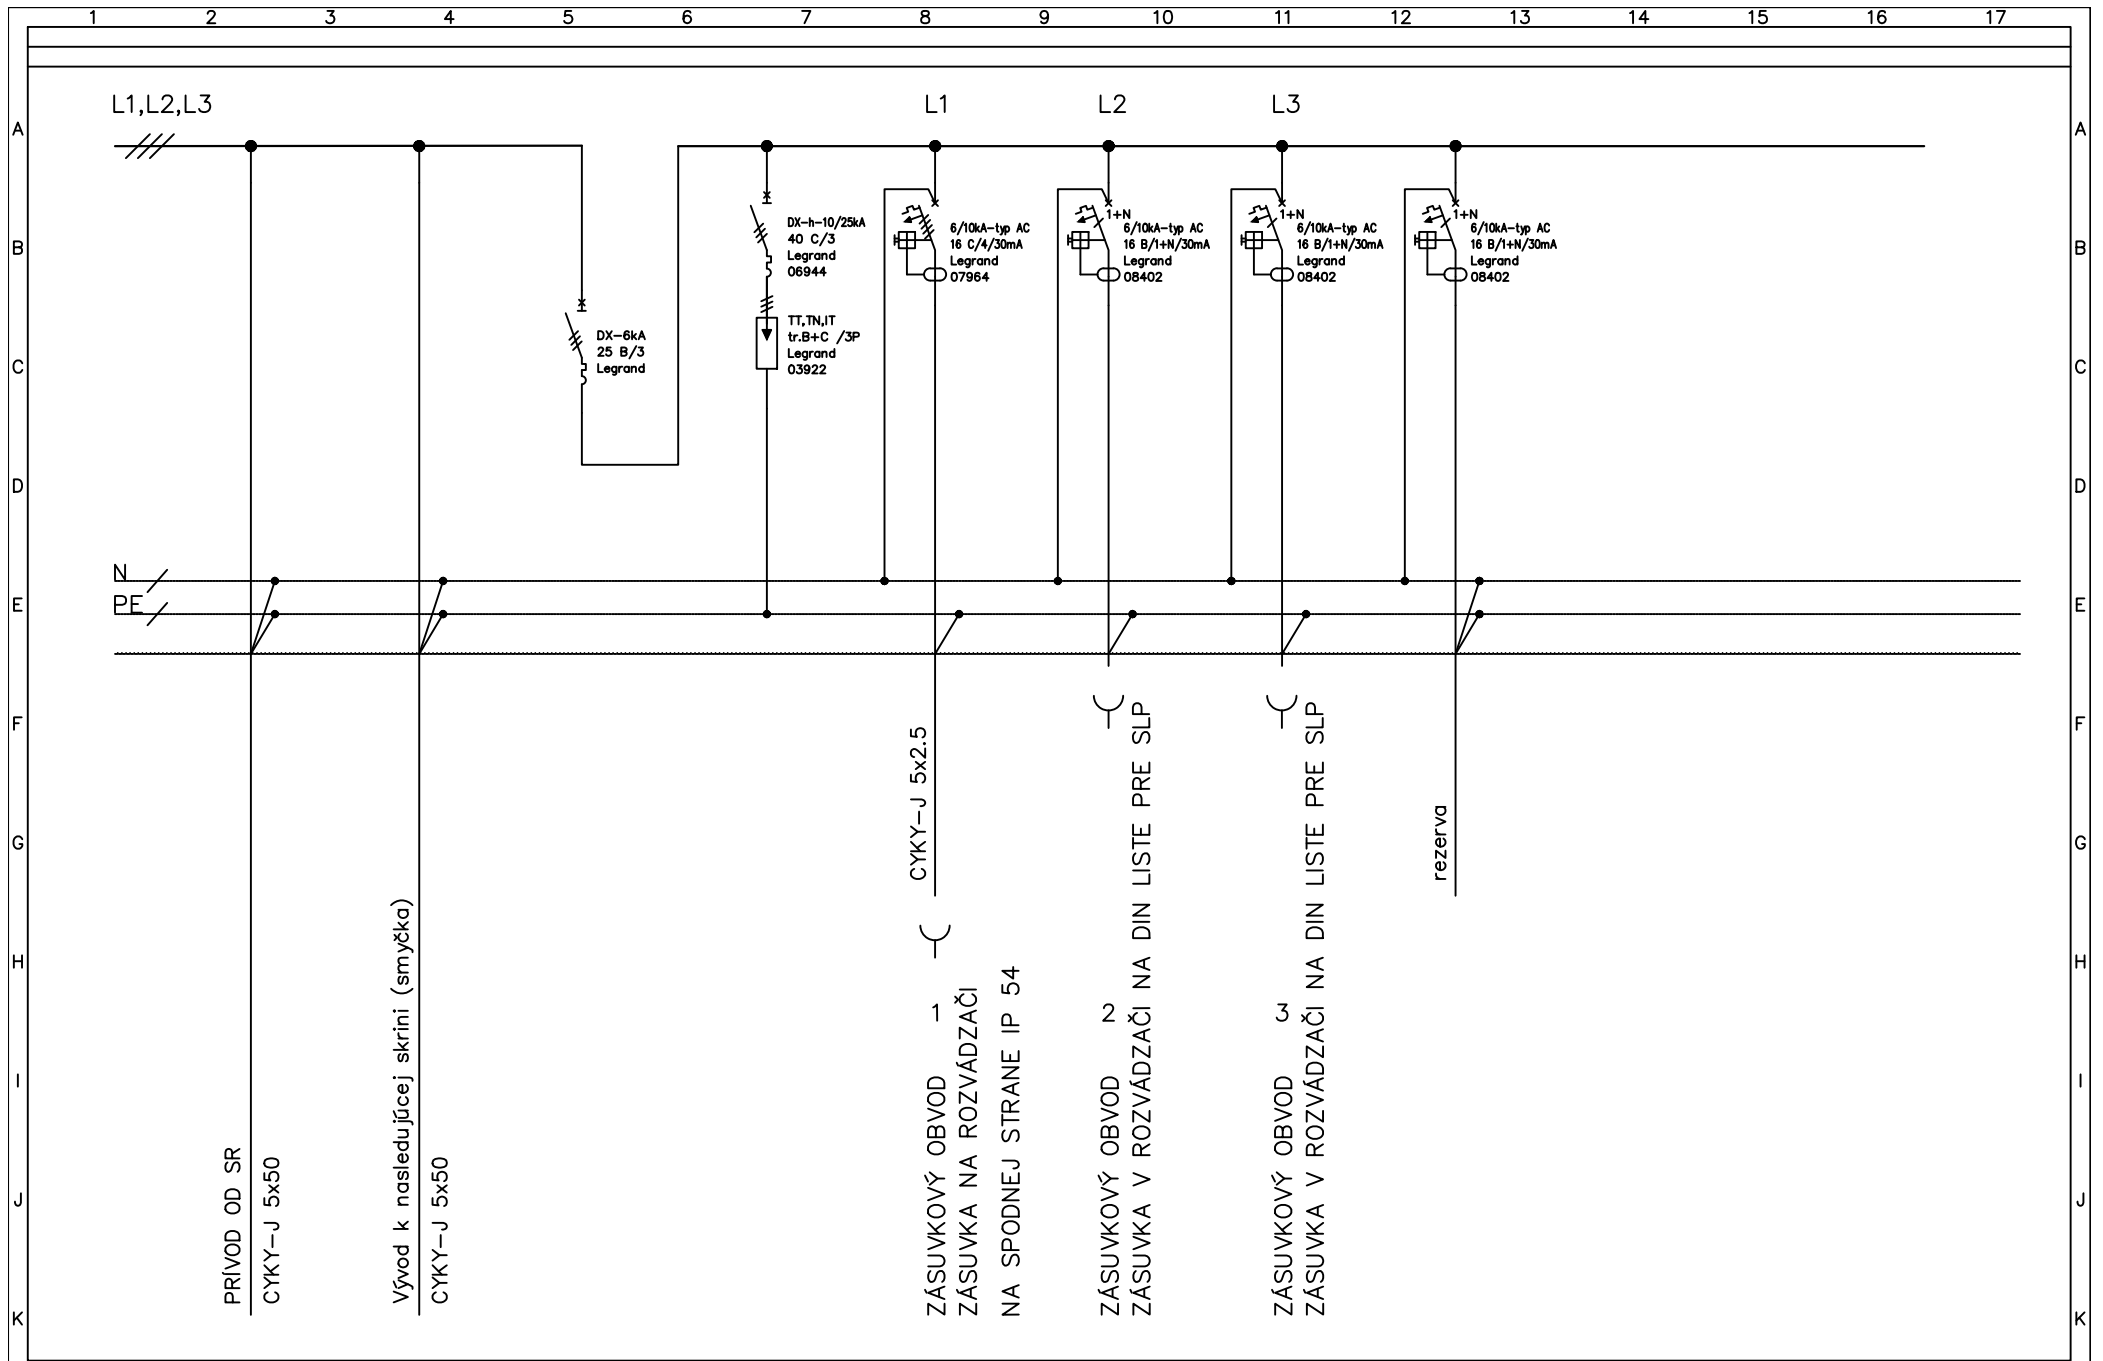 1 2 3 4 5 6 7 8 9 10 11 12 13 14 15 16 17
L1,L2,L3
L1
L2
L3
A
A
B
B
C
C
D
D
E
E
F
F
G
G
H
H
I
I
J
J
K
K
DX-6kA
25 B/3
Legrand
DX-h-10/25kA
40 C/3
Legrand
06944
TT,TN,IT
tr.B+C /3P
Legrand
03922
6/10kA-typ AC
16 C/4/30mA
Legrand
07964
1+N
6/10kA-typ AC
16 B/1+N/30mA
Legrand
08402
1+N
6/10kA-typ AC
16 B/1+N/30mA
Legrand
08402
1+N
6/10kA-typ AC
16 B/1+N/30mA
Legrand
08402
N
PE
PRÍVOD OD SR
CYKY-J 5x50
Vývod k nasledujúcej skrini (smyčka)
CYKY-J 5x50
CYKY-J 5x2.5
ZÁSUVKOVÝ OBVOD 1
ZÁSUVKA NA ROZVÁDZAČI
NA SPODNEJ STRANE IP 54
ZÁSUVKOVÝ OBVOD 2
ZÁSUVKA V ROZVÁDZAČI NA DIN LISTE PRE SLP
ZÁSUVKOVÝ OBVOD 3
ZÁSUVKA V ROZVÁDZAČI NA DIN LISTE PRE SLP
rezerva